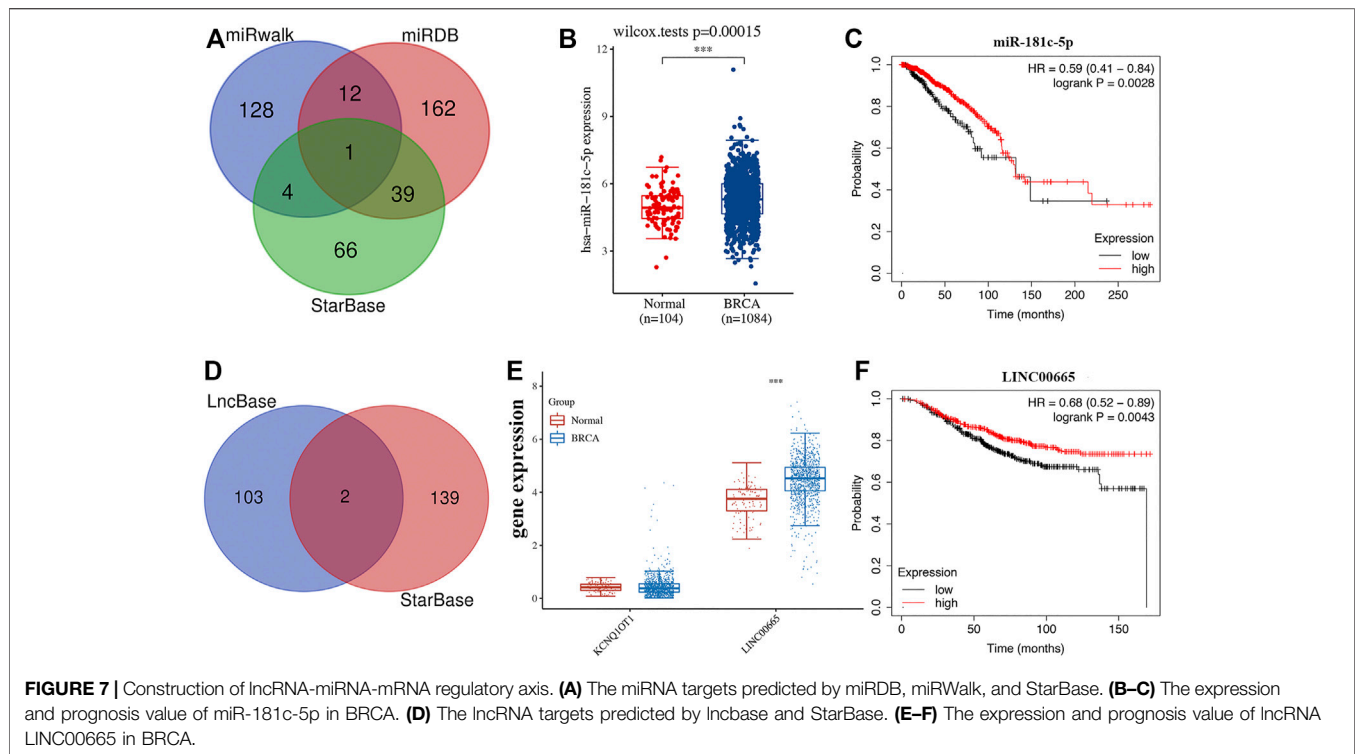 A
miRwalk
miRDB
128
12
162
1
4
39
66
StarBase
B
wilcox.tests p=0.00015
***
hsa−miR−181c−5p expression
12
9
6
3
Normal
(n=104)
BRCA
(n=1084)
C
miR-181c-5p
HR = 0.59 (0.41 − 0.84)
logrank P = 0.0028
Probability
1.0
0.8
0.6
0.4
0.2
0.0
Expression
low
high
0 50 100 150 200 250
Time (months)
D
LncBase
103
2
139
StarBase
E
***
gene expression
8
6
4
2
0
Group
Normal
BRCA
KCNQ1OT1
LINC00665
F
LINC00665
HR = 0.68 (0.52 − 0.89)
logrank P = 0.0043
Probability
1.0
0.8
0.6
0.4
0.2
0.0
Expression
low
high
0 50 100 150
Time (months)
FIGURE 7 | Construction of lncRNA-miRNA-mRNA regulatory axis. (A) The miRNA targets predicted by miRDB, miRWalk, and StarBase. (B–C) The expression
and prognosis value of miR-181c-5p in BRCA. (D) The lncRNA targets predicted by lncbase and StarBase. (E–F) The expression and prognosis value of lncRNA
LINC00665 in BRCA.